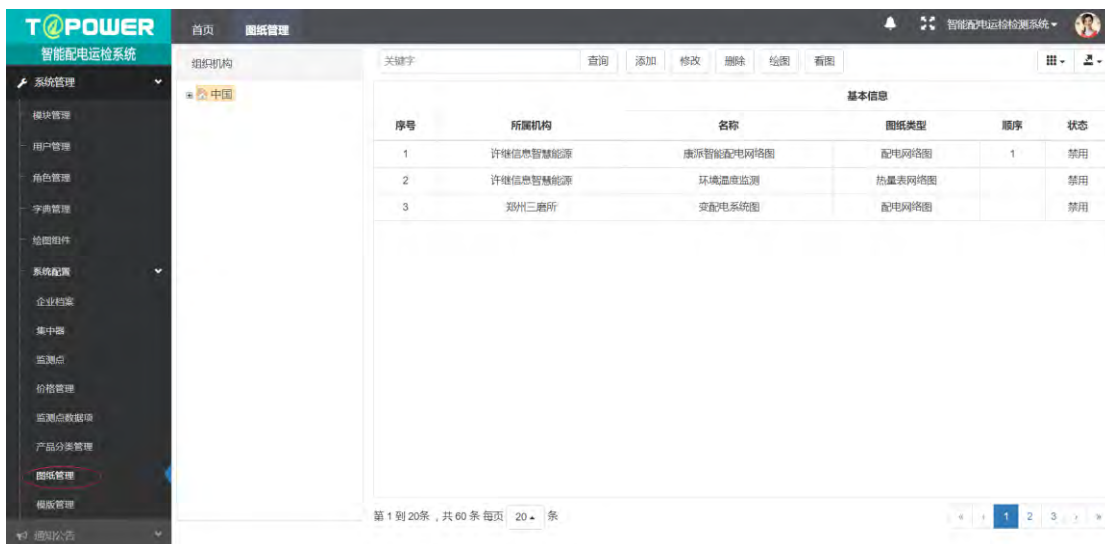 T@POWER
智能配电运检系统
首页 图纸管理
智能配电运检检测系统
系统管理
模块管理
用户管理
角色管理
字典管理
绘图组件
系统配置
企业档案
集中器
监测点
价格管理
监测点数据项
产品分类管理
图纸管理
模版管理
通知公告
组织机构
中国
关键字 查询 添加 修改 删除 绘图 看图
基本信息
序号 所属机构 名称 图纸类型 顺序 状态
1 许继信息智慧能源 康派智能配电网络图 配电网络图 1 禁用
2 许继信息智慧能源 环境温度监测 热量表网络图 禁用
3 郑州三磨所 变配电系统图 配电网络图 禁用
第 1 到 20条 , 共 60 条 每页 20 条
« ‹ 1 2 3 › »